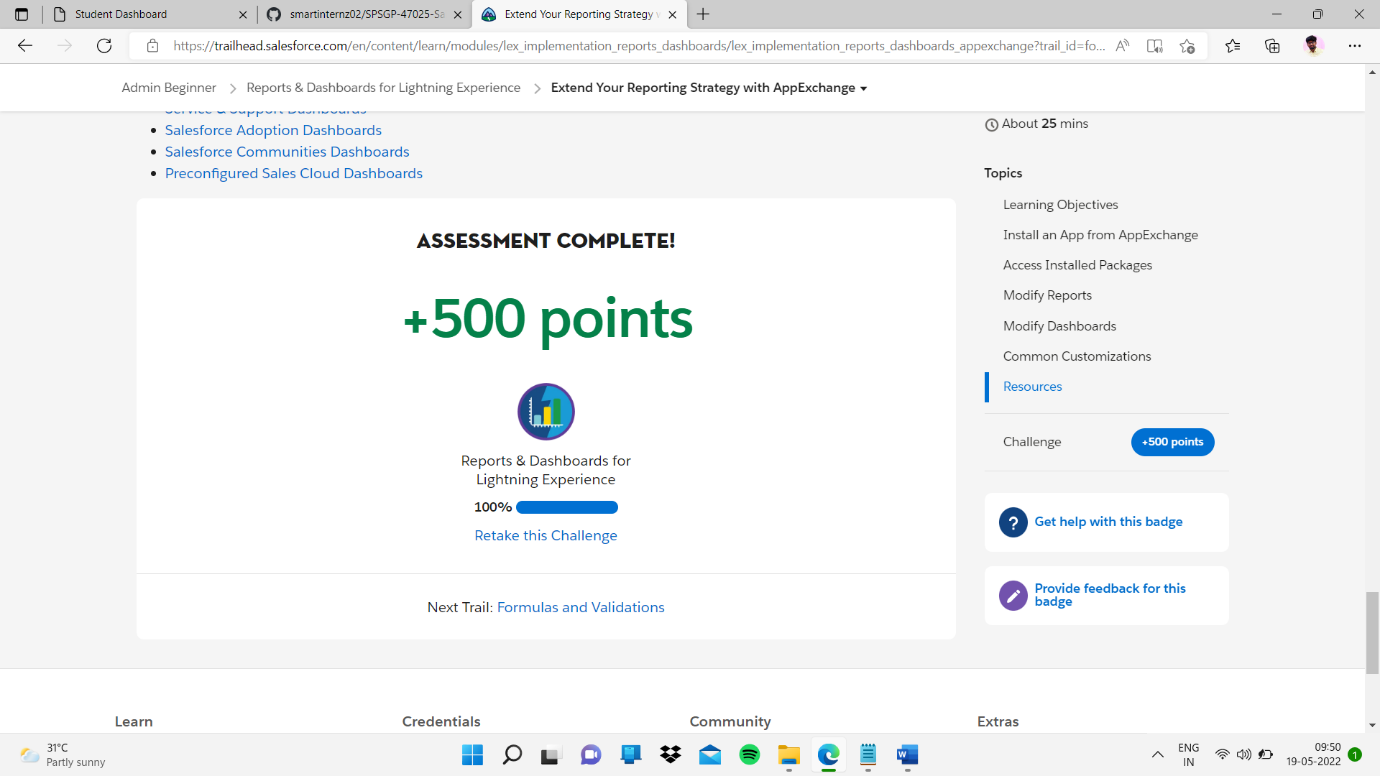 Student Dashboard
smartinternz02/SPSGP-47025-Sa
Extend Your Reporting Strategy w
https://trailhead.salesforce.com/en/content/learn/modules/lex_implementation_reports_dashboards/lex_implementation_reports_dashboards_appexchange?trail_id=fo...
Admin Beginner > Reports & Dashboards for Lightning Experience > Extend Your Reporting Strategy with AppExchange
Service & Support Dashboards
• Salesforce Adoption Dashboards
• Salesforce Communities Dashboards
• Preconfigured Sales Cloud Dashboards
ASSESSMENT COMPLETE!
+500 points
Reports & Dashboards for
Lightning Experience
100%
Retake this Challenge
Next Trail: Formulas and Validations
About 25 mins
Topics
Learning Objectives
Install an App from AppExchange
Access Installed Packages
Modify Reports
Modify Dashboards
Common Customizations
Resources
Challenge +500 points
? Get help with this badge
Provide feedback for this
badge
Learn Credentials Community Extras
31°C
Partly sunny
ENG
IN
09:50
19-05-2022
1